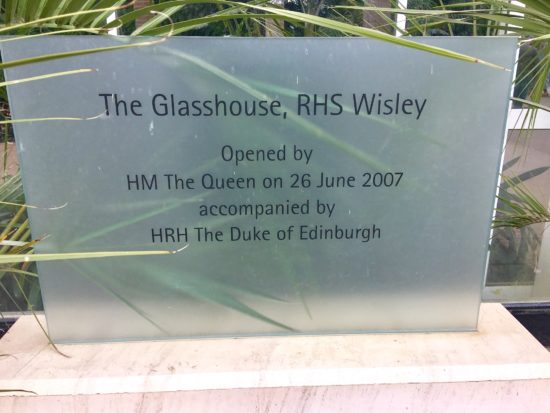 The Glasshouse, RHS Wisley
Opened by
HM The Queen on 26 June 2007
accompanied by
HRH The Duke of Edinburgh